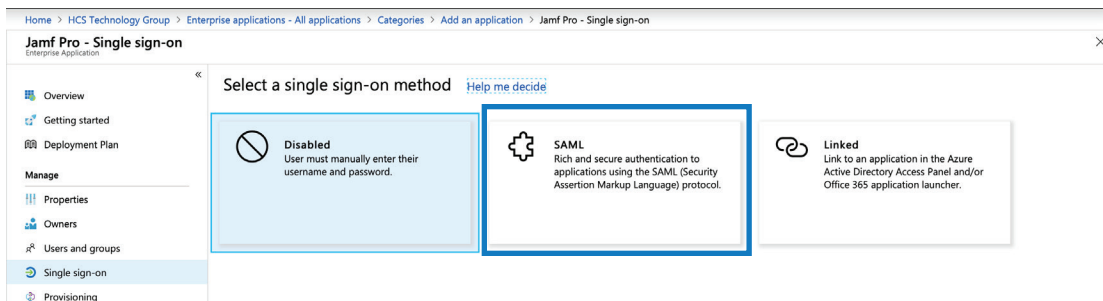 Home > HCS Technology Group > Enterprise applications - All applications > Categories > Add an application > Jamf Pro - Single sign-on
Jamf Pro - Single sign-on
Enterprise Application
«
Overview
Getting started
Deployment Plan
Manage
Properties
Owners
Users and groups
Single sign-on
Provisioning
Select a single sign-on method Help me decide
Disabled
User must manually enter their
username and password.
SAML
Rich and secure authentication to
applications using the SAML (Security
Assertion Markup Language) protocol.
Linked
Link to an application in the Azure
Active Directory Access Panel and/or
Office 365 application launcher.